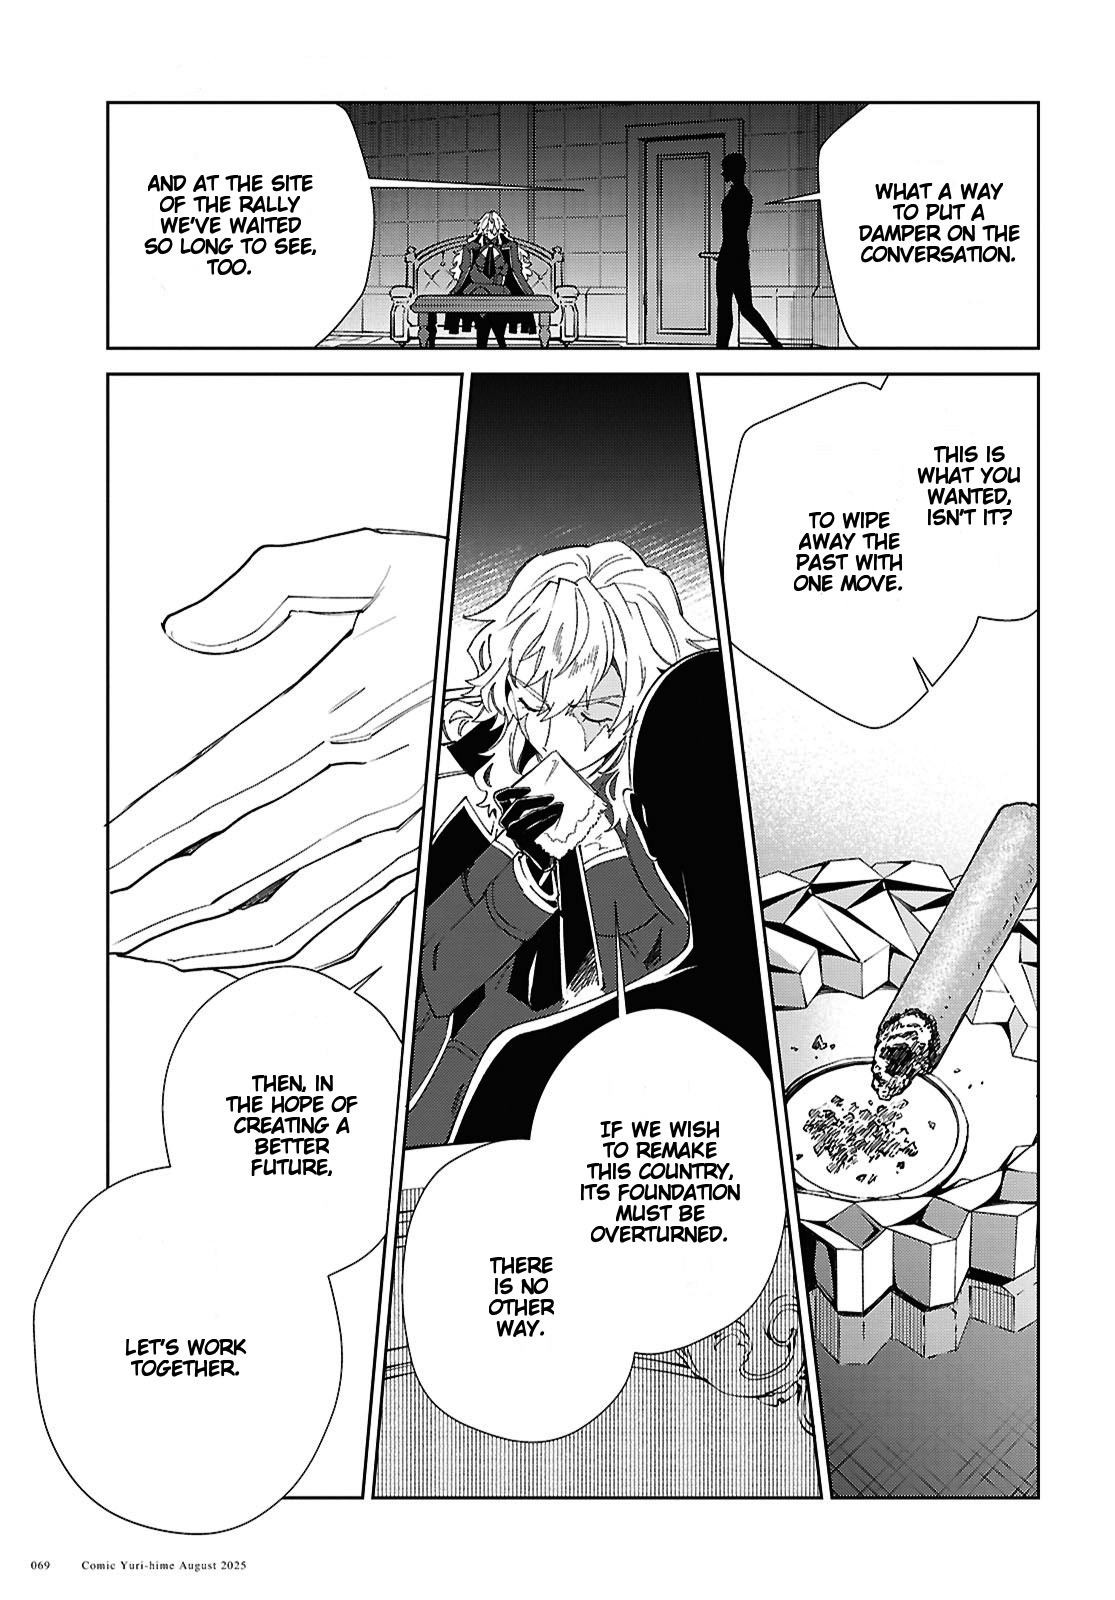 WHAT A WAY
TO PUT A
DAMPER ON THE
CONVERSATION.
AND AT THE SITE
OF THE RALLY
WE'VE WAITED
SO LONG TO SEE,
TOO.
THIS IS
WHAT YOU
WANTED,
ISN'T IT?
TO WIPE
AWAY THE
PAST WITH
ONE MOVE.
IF WE WISH
TO REMAKE
THIS COUNTRY,
ITS FOUNDATION
MUST BE
OVERTURNED.
THERE
IS NO
OTHER
WAY.
THEN, IN
THE HOPE OF
CREATING A
BETTER
FUTURE,
LET'S WORK
TOGETHER.
069 Comic Yuri-hime August 2025